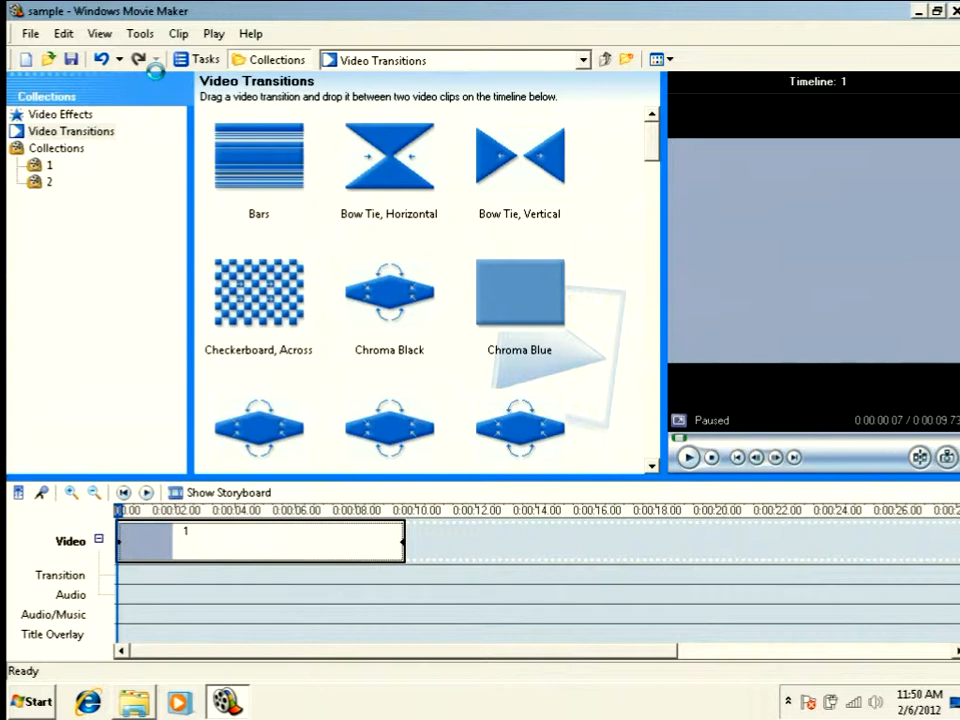 sample - Windows Movie Maker
File Edit View Tools Clip Play Help
Tasks Collections Video Transitions
Collections
Video Effects
Video Transitions
Collections
1
2
Video Transitions
Drag a video transition and drop it between two video clips on the timeline below.
Bars Bow Tie, Horizontal Bow Tie, Vertical
Checkerboard, Across Chroma Black Chroma Blue
Timeline: 1
Paused 0:00:00.07 / 0:00:09.73
Show Storyboard
0:00:02.00 0:00:04.00 0:00:06.00 0:00:08.00 0:00:10.00 0:00:12.00 0:00:14.00 0:00:16.00 0:00:18.00 0:00:20.00 0:00:22.00 0:00:24.00 0:00:26.00
Video 1
Transition
Audio
Audio/Music
Title Overlay
Ready
Start
11:50 AM
2/6/2012